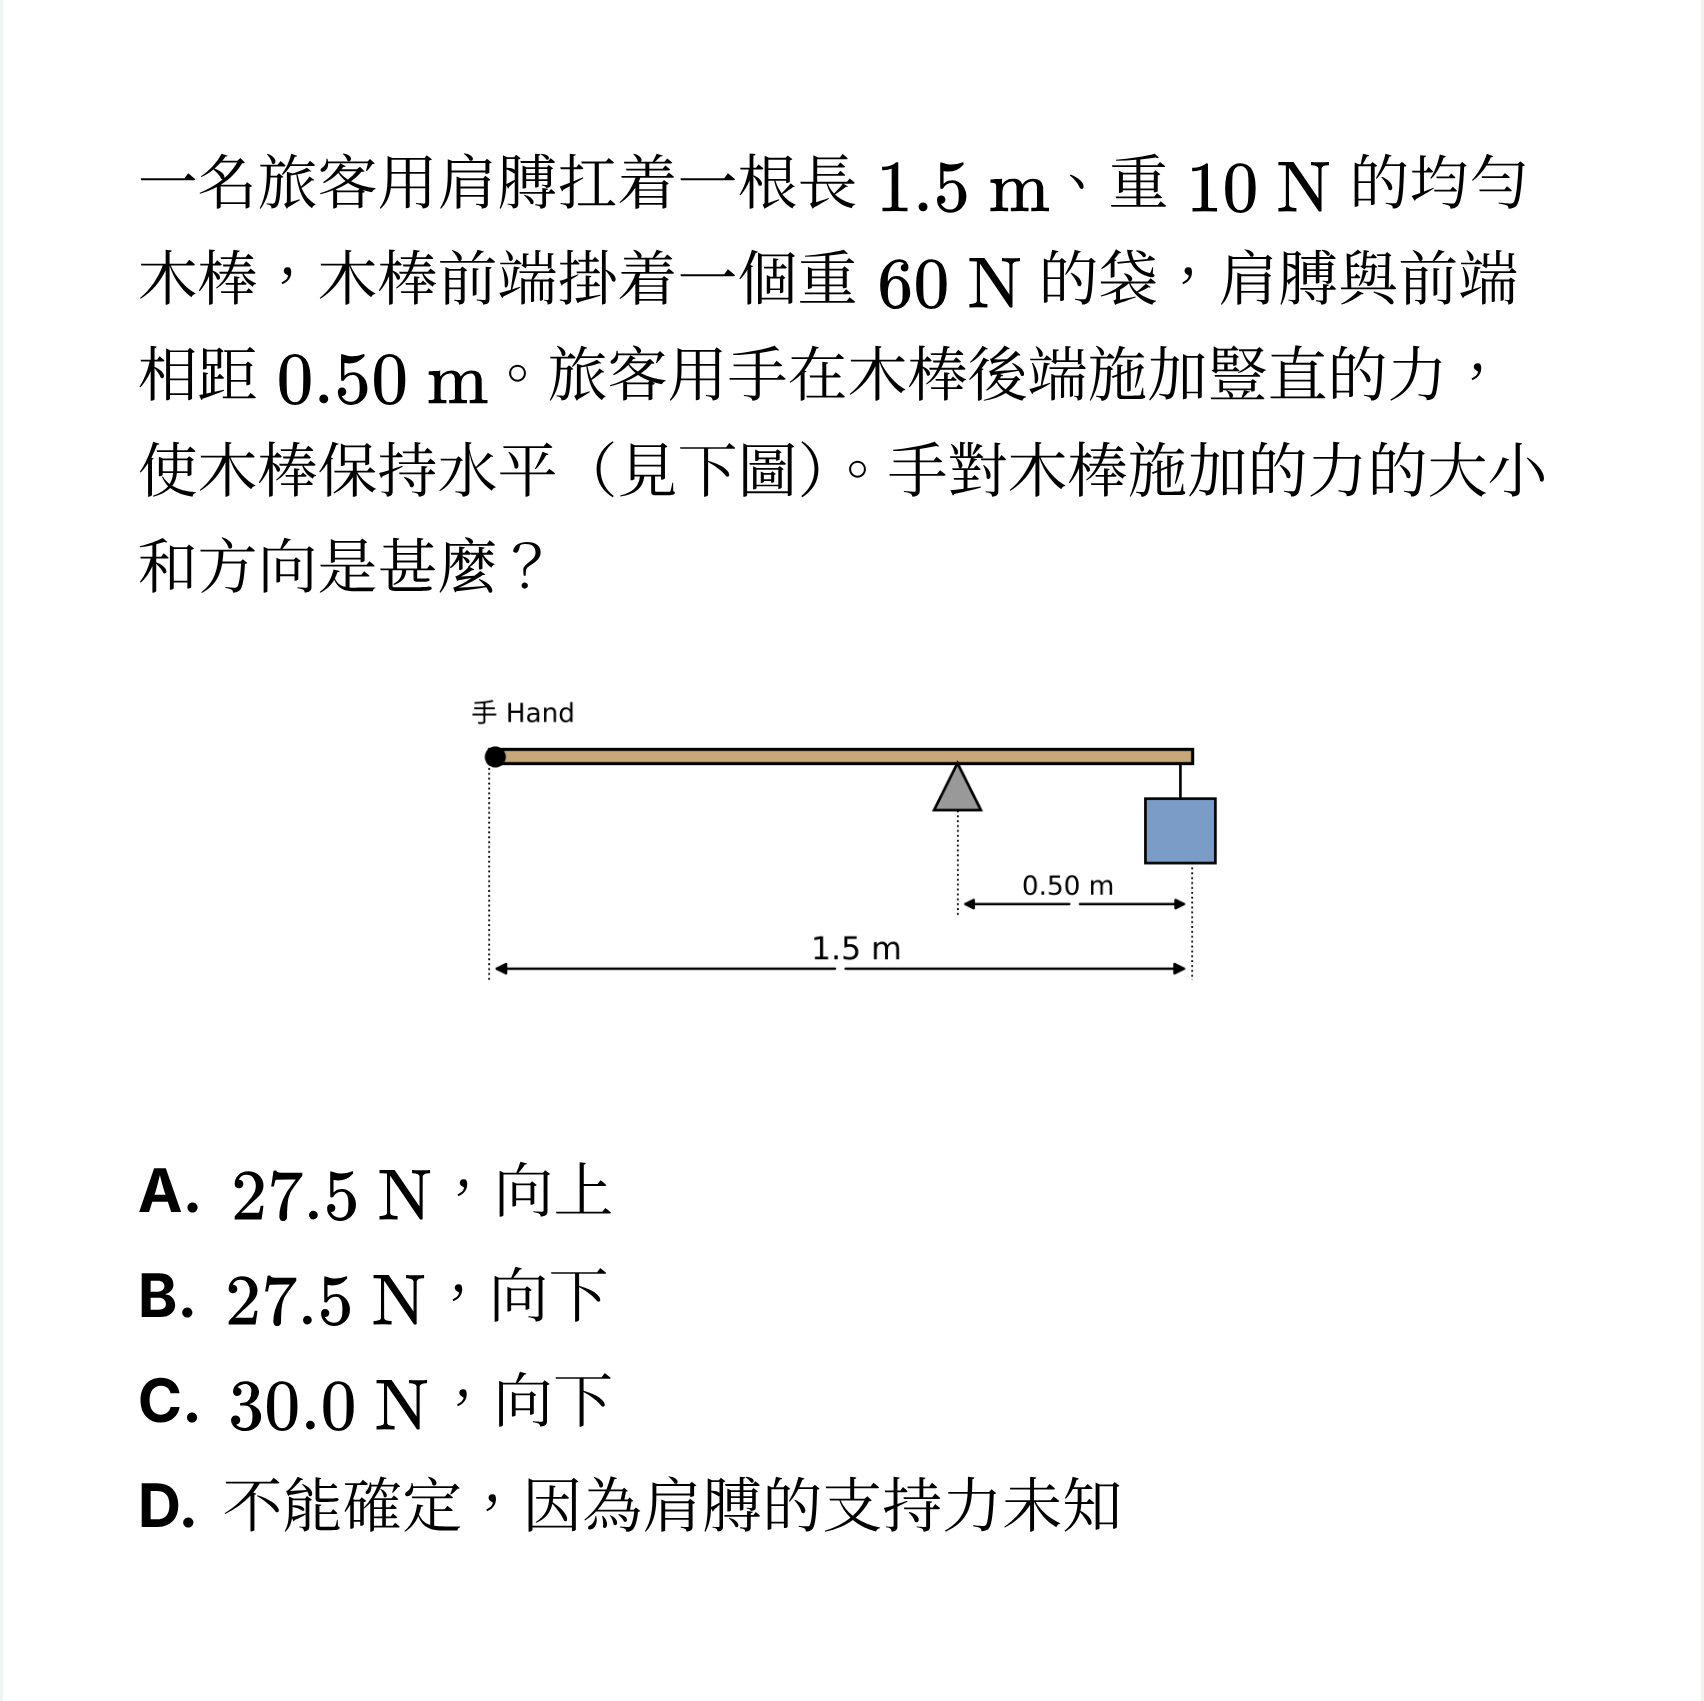 一名旅客用肩膊扛着一根長 1.5 m、重 10 N 的均勻
木棒，木棒前端掛着一個重 60 N 的袋，肩膊與前端
相距 0.50 m。旅客用手在木棒後端施加豎直的力，
使木棒保持水平（見下圖）。手對木棒施加的力的大小
和方向是甚麼？
手 Hand
0.50 m
1.5 m
A. 27.5 N，向上
B. 27.5 N，向下
C. 30.0 N，向下
D. 不能確定，因為肩膊的支持力未知